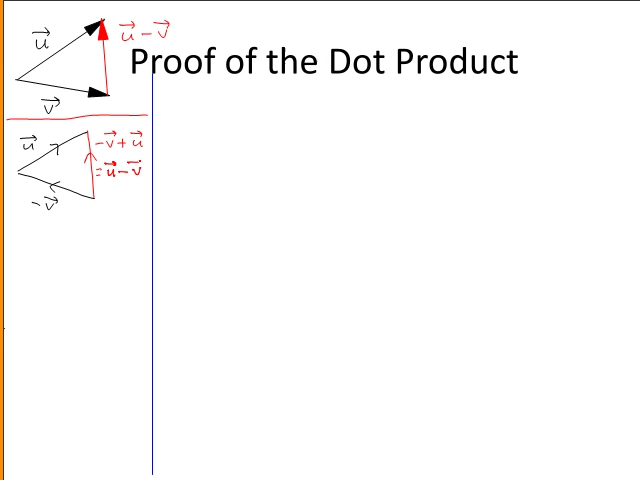 Proof of the Dot Product
u⃗
u⃗ − v⃗
v⃗
u⃗
−v⃗ + u⃗
= u⃗ − v⃗
−v⃗